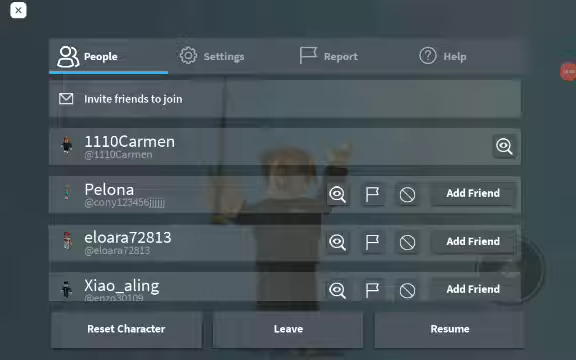 People
Settings
Report
Help
Invite friends to join
1110Carmen
@1110Carmen
Pelona
@cony123456jjjjjj
Add Friend
eloara72813
@eloara72813
Add Friend
Xiao_aling
@enzo30109
Add Friend
Reset Character
Leave
Resume